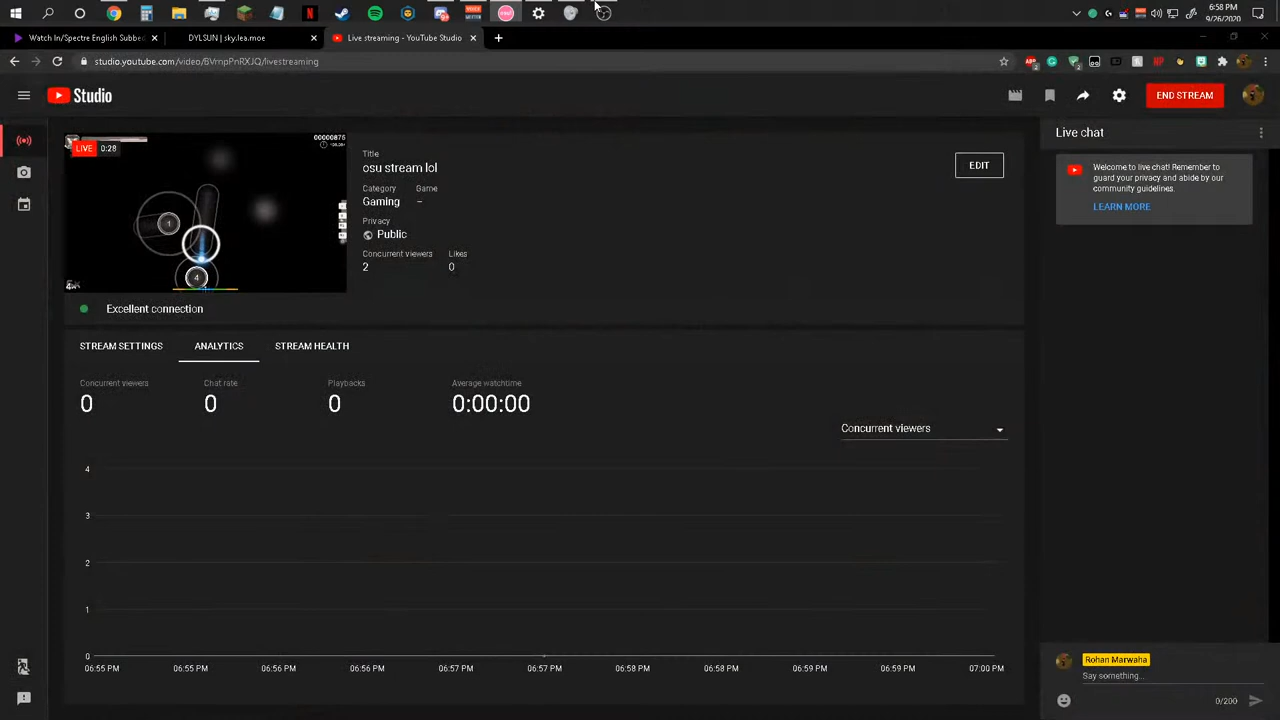 6:58 PM
9/26/2020
Watch In/Spectre English Subbed
DYLSUN | sky.lea.moe
Live streaming - YouTube Studio
studio.youtube.com/video/BVrnpPnRXJQ/livestreaming
Studio
END STREAM
LIVE 0:28
00000876
1
4
Title
osu stream lol
EDIT
Category Game
Gaming –
Privacy
Public
Concurrent viewers Likes
2 0
Excellent connection
STREAM SETTINGS ANALYTICS STREAM HEALTH
Concurrent viewers Chat rate Playbacks Average watchtime
0 0 0 0:00:00
Concurrent viewers
4
3
2
1
0
06:55 PM 06:55 PM 06:56 PM 06:56 PM 06:57 PM 06:57 PM 06:58 PM 06:58 PM 06:59 PM 06:59 PM 07:00 PM
Live chat
Welcome to live chat! Remember to
guard your privacy and abide by our
community guidelines.
LEARN MORE
Rohan Marwaha
Say something...
0/200